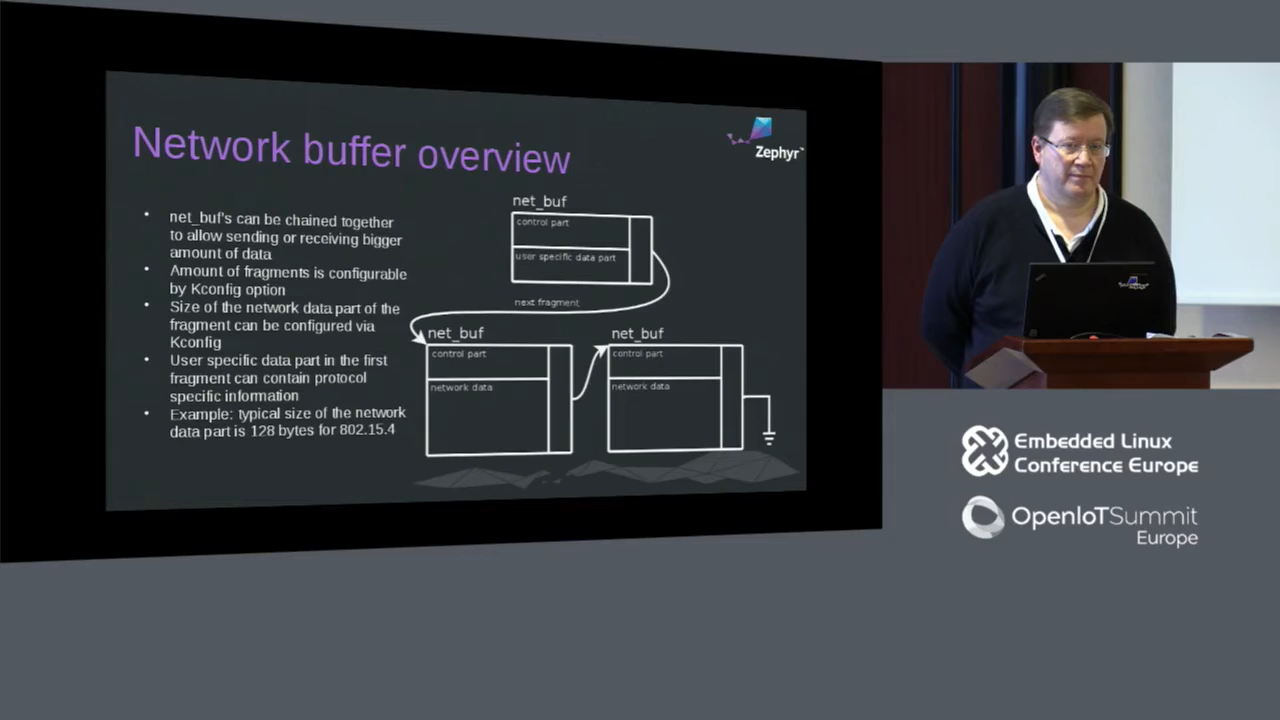 Network buffer overview
Zephyr™
net_buf's can be chained together
to allow sending or receiving bigger
amount of data
Amount of fragments is configurable
by Kconfig option
Size of the network data part of the
fragment can be configured via
Kconfig
User specific data part in the first
fragment can contain protocol
specific information
Example: typical size of the network
data part is 128 bytes for 802.15.4
net_buf
control part
user specific data part
next fragment
net_buf
control part
network data
net_buf
control part
network data
Embedded Linux
Conference Europe
OpenIoTSummit
Europe